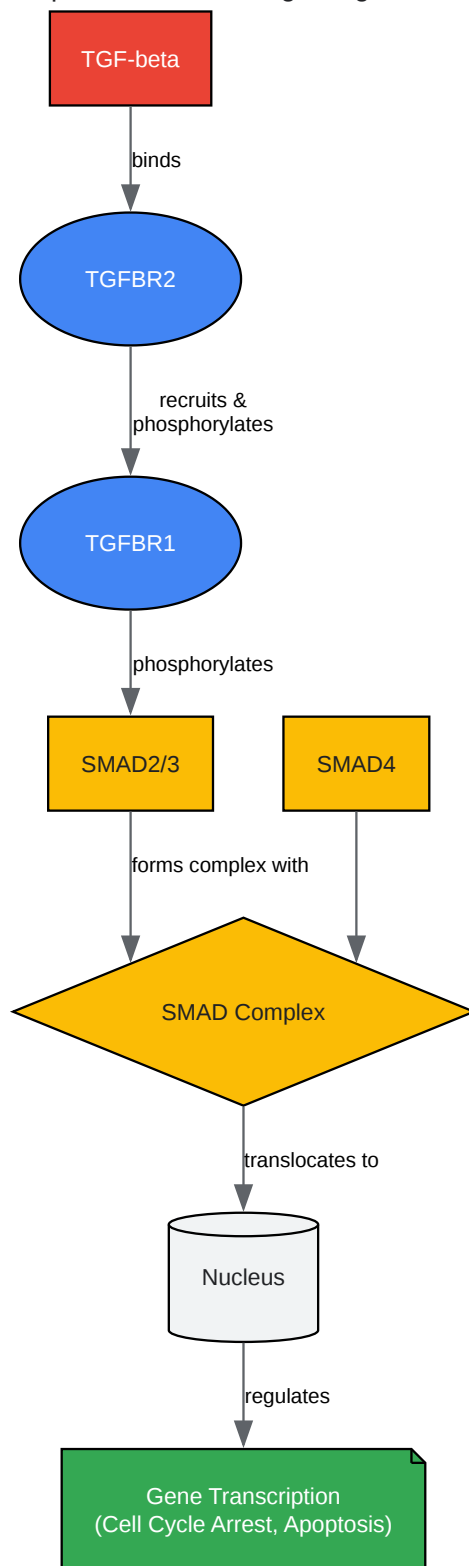 TGF-beta
binds
TGFBR2
recruits &
phosphorylates
TGFBR1
phosphorylates
SMAD2/3
SMAD4
forms complex with
SMAD Complex
translocates to
Nucleus
regulates
Gene Transcription
(Cell Cycle Arrest, Apoptosis)